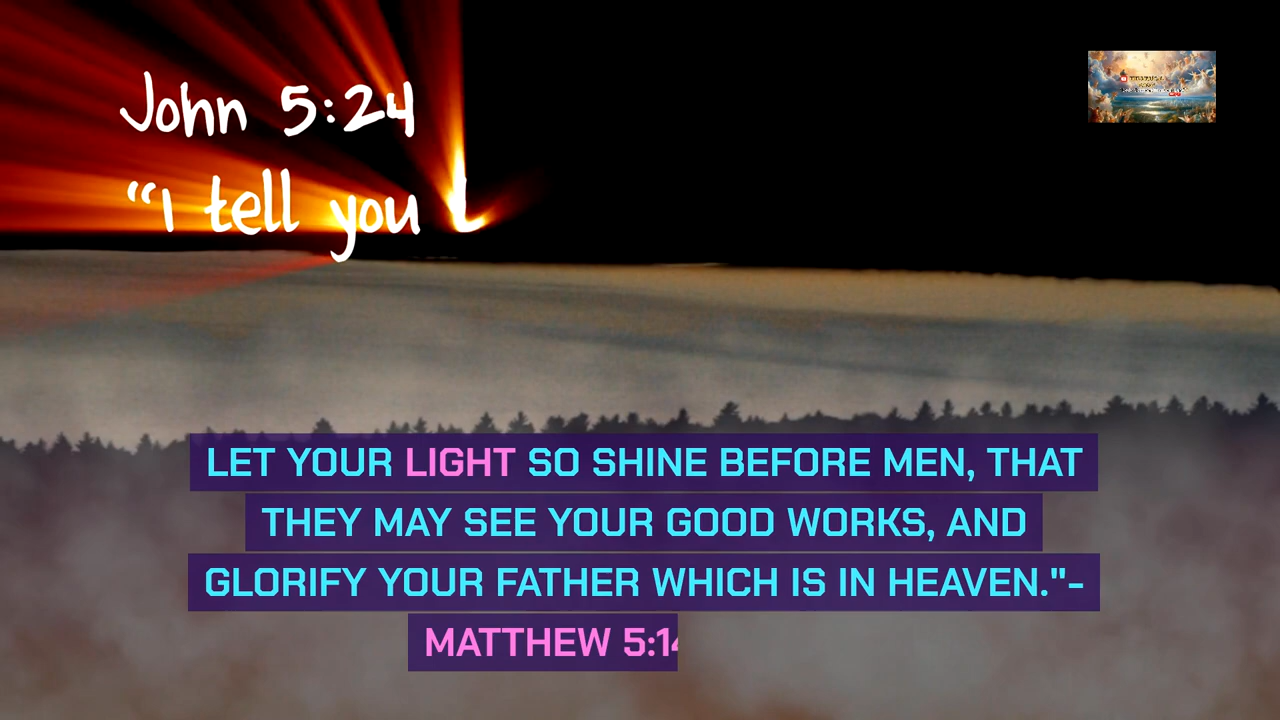 John 5:24
“I tell you
LET YOUR LIGHT SO SHINE BEFORE MEN, THAT
THEY MAY SEE YOUR GOOD WORKS, AND
GLORIFY YOUR FATHER WHICH IS IN HEAVEN."-
MATTHEW 5:14